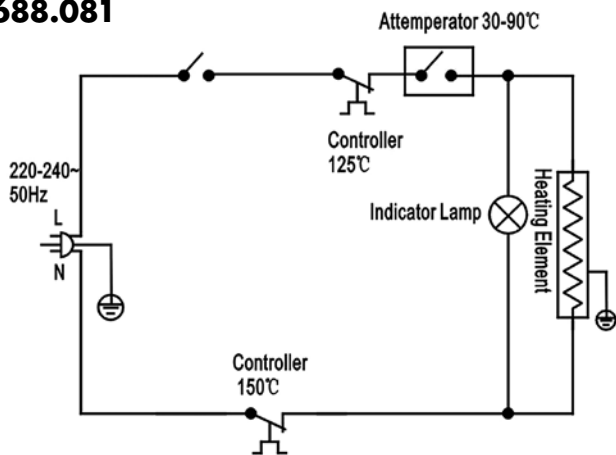 688.081
Attemperator 30-90℃
Controller
125℃
220-240~
50Hz
L
N
Indicator Lamp
Heating Element
Controller
150℃